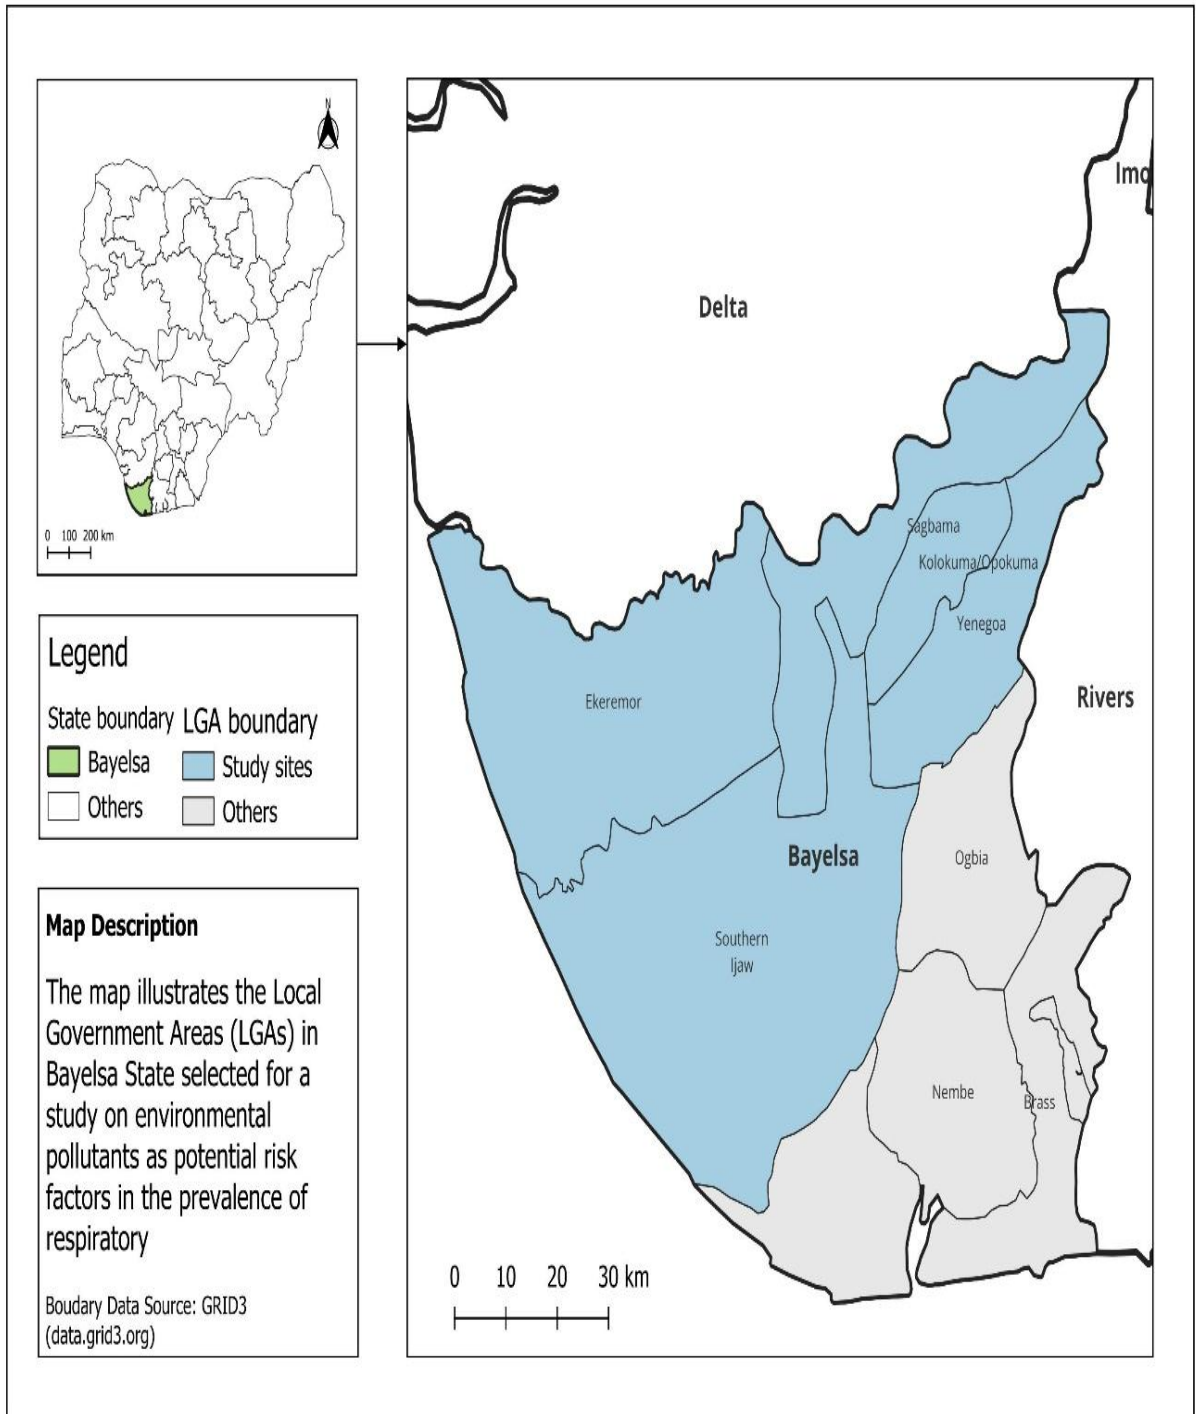 N
0 100 200 km
Legend
State boundary LGA boundary
Bayelsa Study sites
Others Others
Map Description
The map illustrates the Local
Government Areas (LGAs) in
Bayelsa State selected for a
study on environmental
pollutants as potential risk
factors in the prevalence of
respiratory
Boudary Data Source: GRID3
(data.grid3.org)
Imo
Delta
Sagbama
Kolokuma/Opokuma
Yenegoa
Ekeremor
Rivers
Bayelsa
Ogbia
Southern
Ijaw
Nembe
Brass
0 10 20 30 km